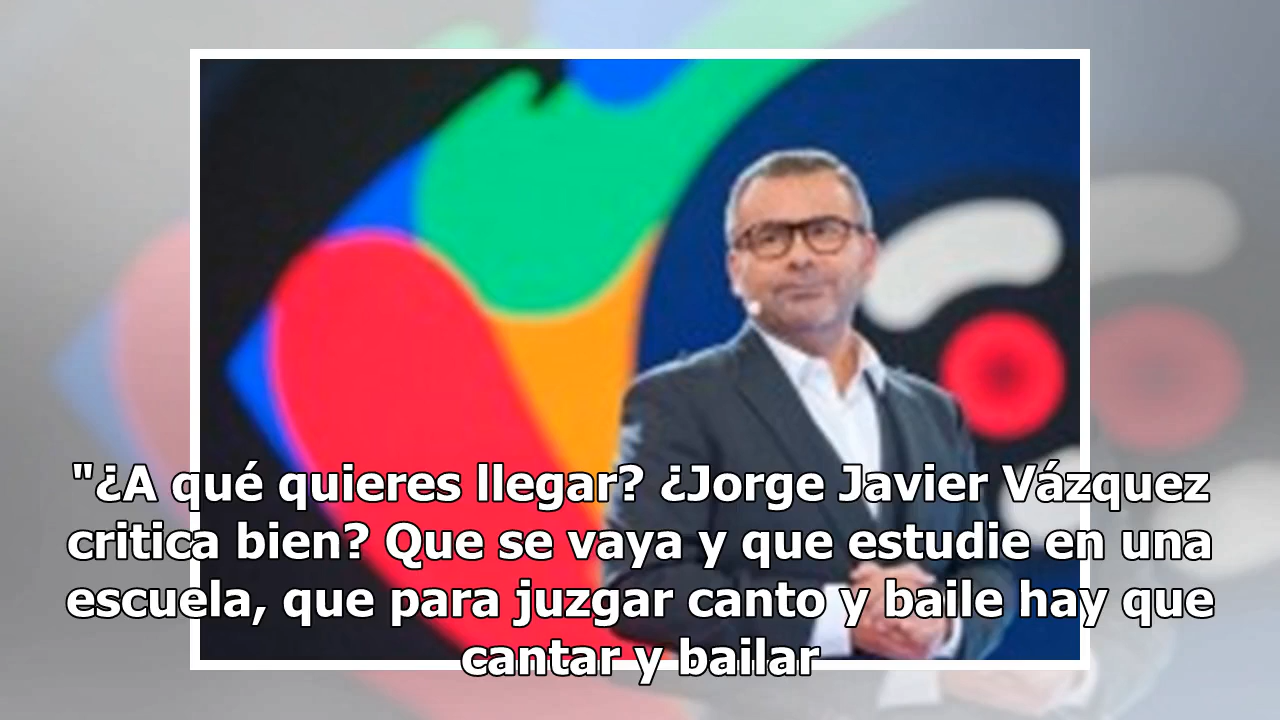 "¿A qué quieres llegar? ¿Jorge Javier Vázquez
critica bien? Que se vaya y que estudie en una
escuela, que para juzgar canto y baile hay que
cantar y bailar